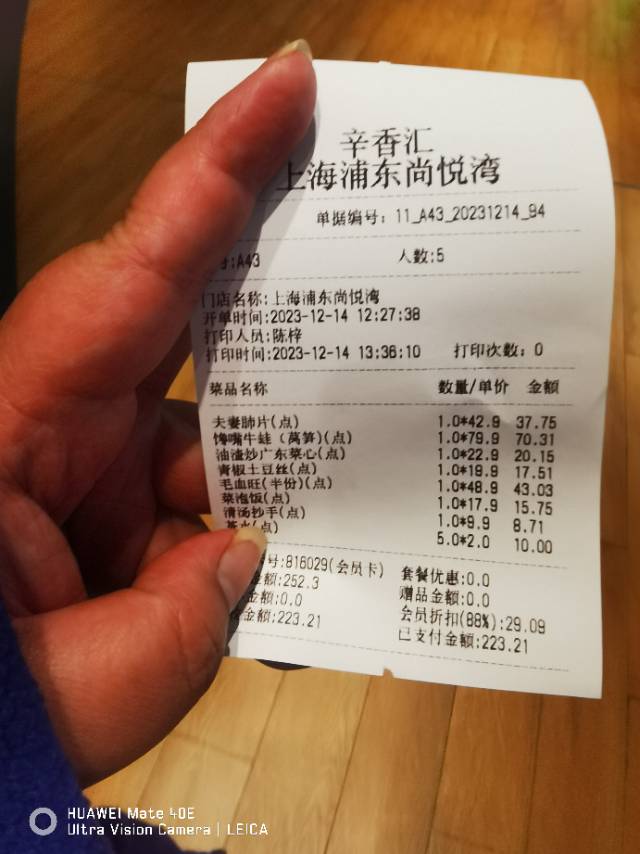 辛香汇
上海浦东尚悦湾
单据编号：11_A43_20231214_94
:A43 人数:5
门店名称:上海浦东尚悦湾
开单时间:2023-12-14 12:27:38
打印人员:陈梓
打印时间:2023-12-14 13:36:10 打印次数：0
菜品名称 数量/单价 金额
夫妻肺片(点) 1.0*42.9 37.75
馋嘴牛蛙（莴笋)(点) 1.0*79.9 70.31
油渣炒广东菜心(点) 1.0*22.9 20.15
青椒土豆丝(点) 1.0*19.9 17.51
毛血旺(半份)(点) 1.0*48.9 43.03
菜泡饭(点) 1.0*17.9 15.75
清汤抄手(点) 1.0*9.9 8.71
茶水(点) 5.0*2.0 10.00
号:816029(会员卡) 套餐优惠:0.0
金额:252.3 赠品金额:0.0
金额:0.0 会员折扣(88%):29.09
金额:223.21 已支付金额:223.21
HUAWEI Mate 40E
Ultra Vision Camera | LEICA